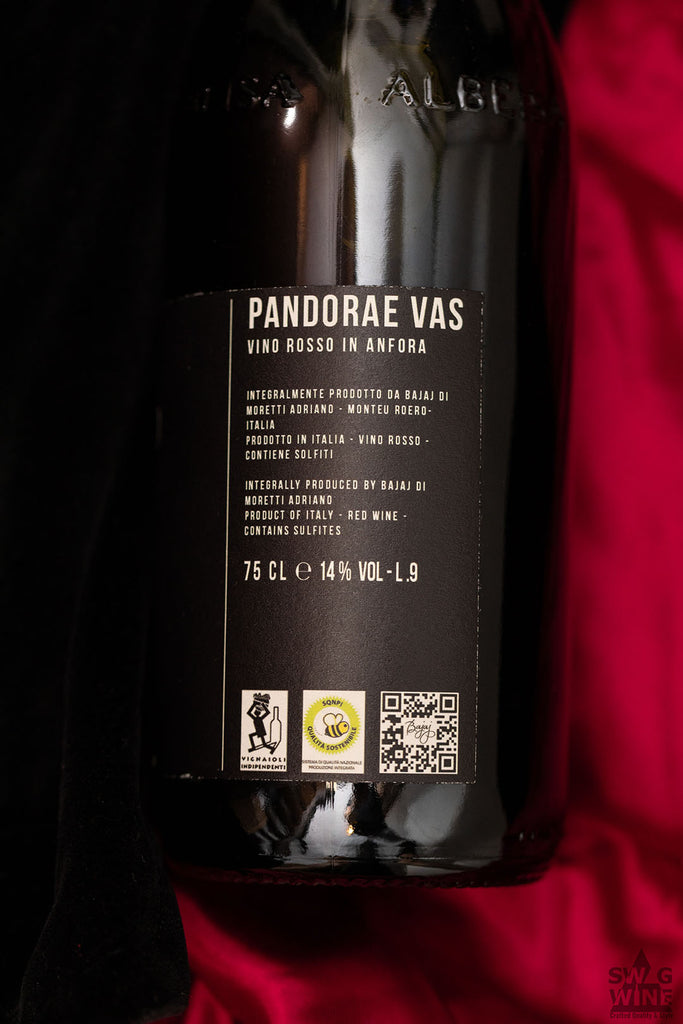 ALBE
PANDORAE VAS
VINO ROSSO IN ANFORA
INTEGRALMENTE PRODOTTO DA BAJAJ DI
MORETTI ADRIANO - MONTEU ROERO-
ITALIA
PRODOTTO IN ITALIA - VINO ROSSO -
CONTIENE SOLFITI
INTEGRALLY PRODUCED BY BAJAJ DI
MORETTI ADRIANO
PRODUCT OF ITALY - RED WINE -
CONTAINS SULFITES
75 CL ℮ 14% VOL - L.9
VIGNAIOLI
INDIPENDENTI
SQNPI
QUALITÀ SOSTENIBILE
SISTEMA DI QUALITÀ NAZIONALE
PRODUZIONE INTEGRATA
Bajaj
SWAG
WINE